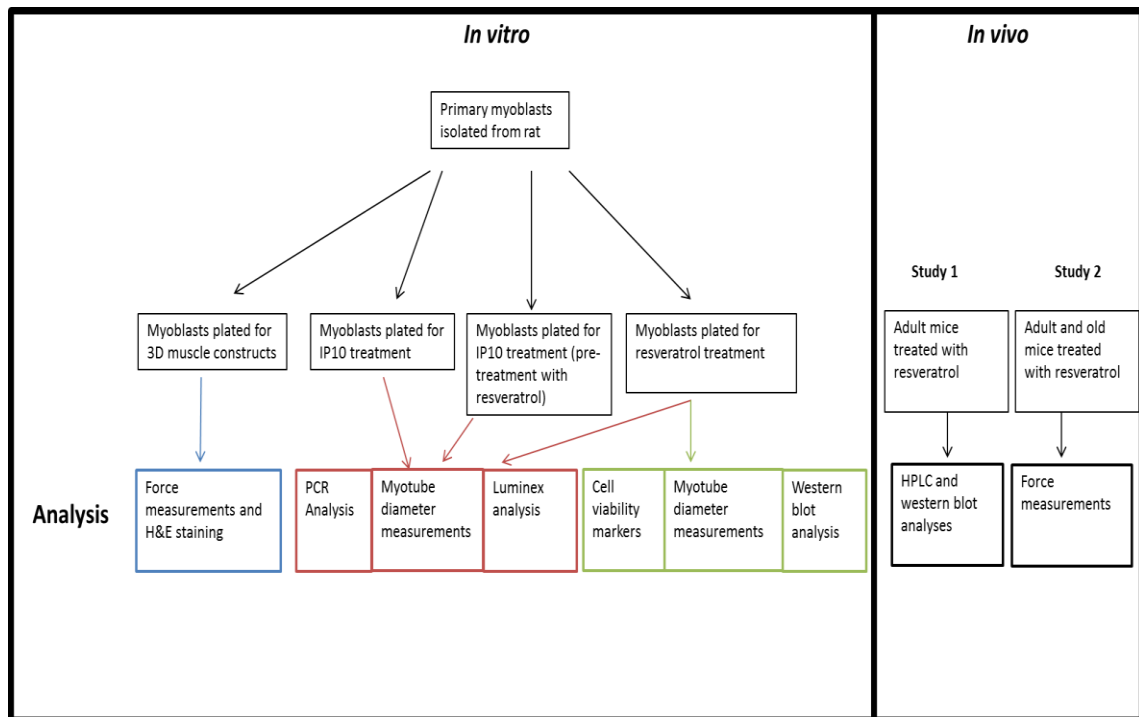 In vitro
In vivo
Primary myoblasts
isolated from rat
Study 1
Study 2
Myoblasts plated for
3D muscle constructs
Myoblasts plated for
IP10 treatment
Myoblasts plated for
IP10 treatment (pre-
treatment with
resveratrol)
Myoblasts plated for
resveratrol treatment
Adult mice
treated with
resveratrol
Adult and old
mice treated
with resveratrol
Analysis
Force
measurements and
H&E staining
PCR
Analysis
Myotube
diameter
measurements
Luminex
analysis
Cell
viability
markers
Myotube
diameter
measurements
Western
blot
analysis
HPLC and
western blot
analyses
Force
measurements